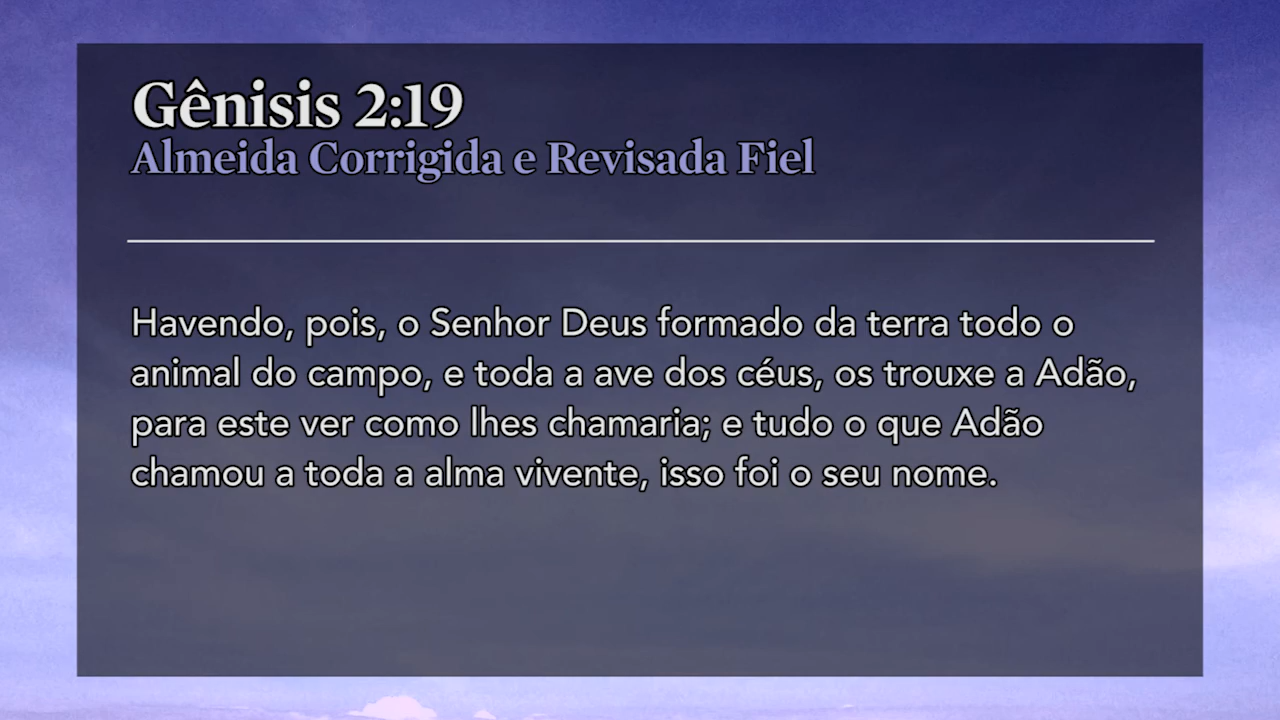 Gênisis 2:19
Almeida Corrigida e Revisada Fiel
Havendo, pois, o Senhor Deus formado da terra todo o
animal do campo, e toda a ave dos céus, os trouxe a Adão,
para este ver como lhes chamaria; e tudo o que Adão
chamou a toda a alma vivente, isso foi o seu nome.